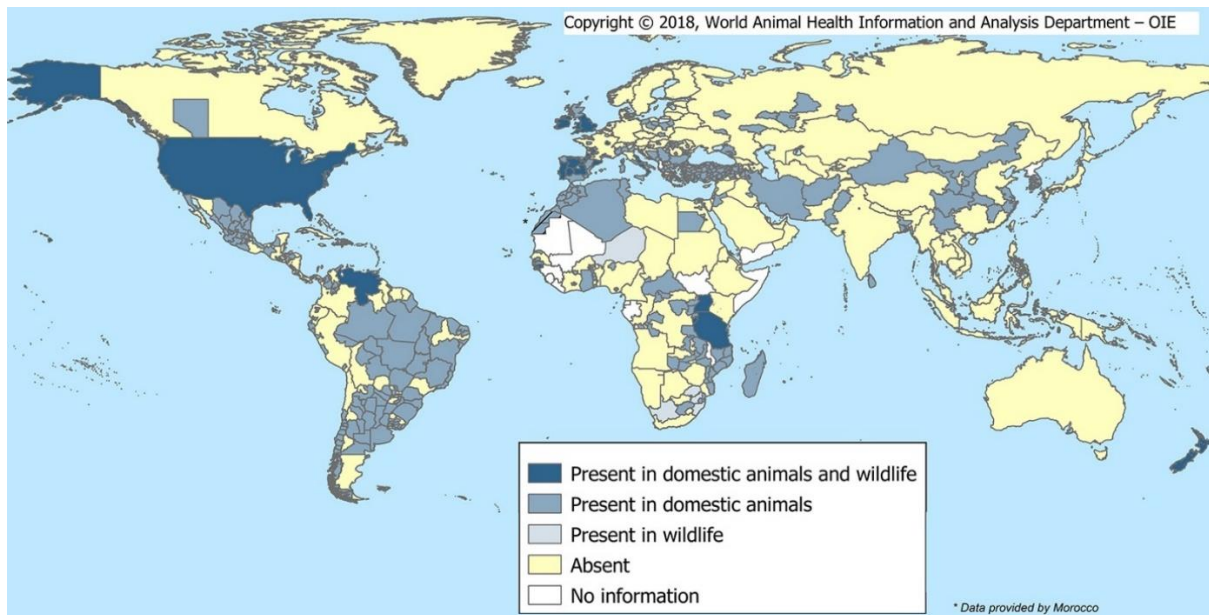 Copyright © 2018, World Animal Health Information and Analysis Department – OIE
Present in domestic animals and wildlife
Present in domestic animals
Present in wildlife
Absent
No information
* Data provided by Morocco